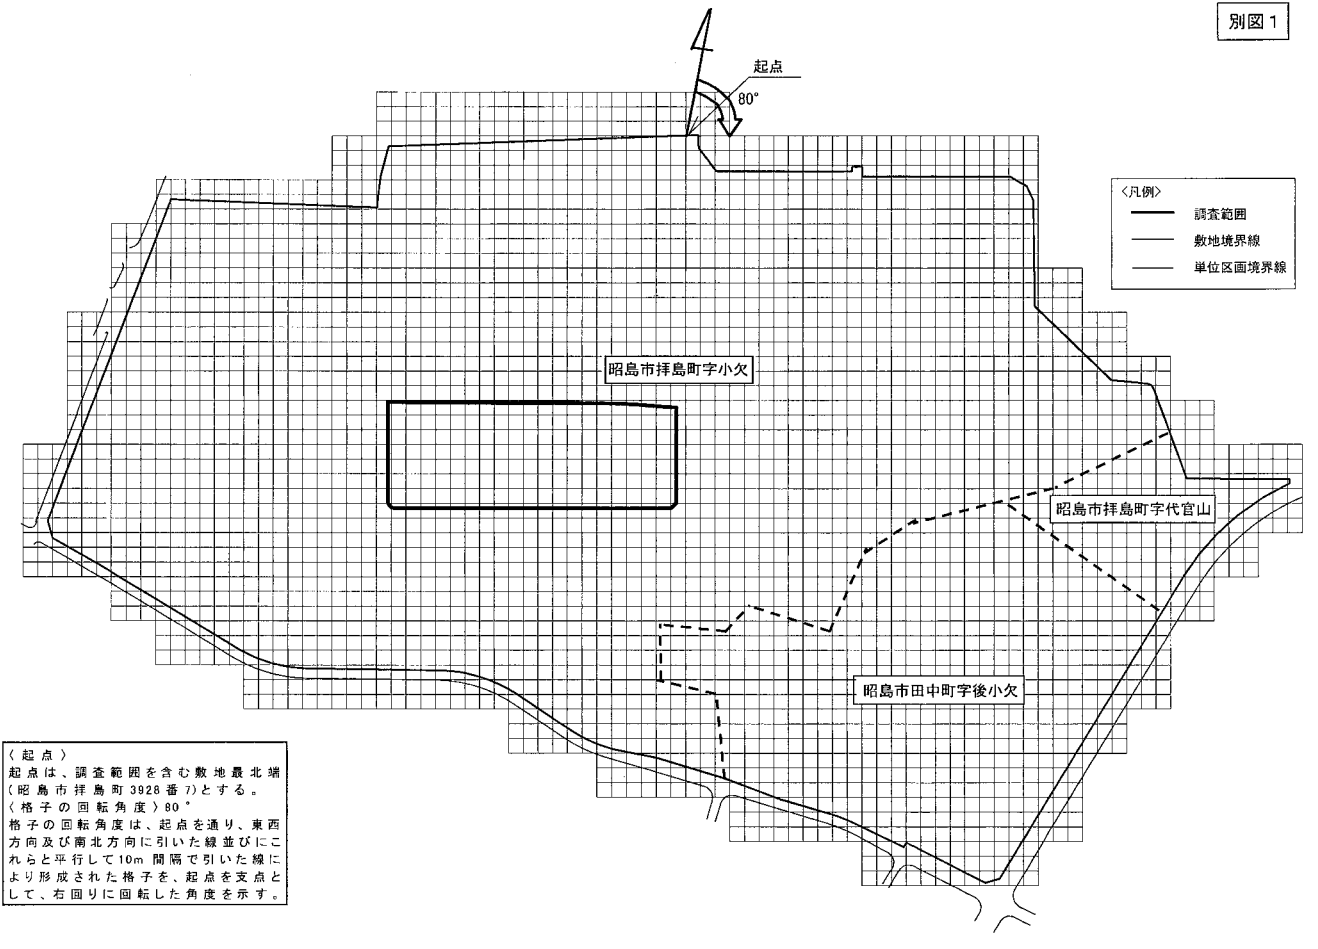 別図1
起点
80°
〈凡例〉
調査範囲
敷地境界線
単位区画境界線
昭島市拝島町字小欠
昭島市拝島町字代官山
昭島市田中町字後小欠
〈起点〉
起点は、調査範囲を含む敷地最北端
(昭島市拝島町3928番7)とする。
〈格子の回転角度〉80°
格子の回転角度は、起点を通り、東西
方向及び南北方向に引いた線並びにこ
れらと平行して10m 間隔で引いた線に
より形成された格子を、起点を支点と
して、右回りに回転した角度を示す。